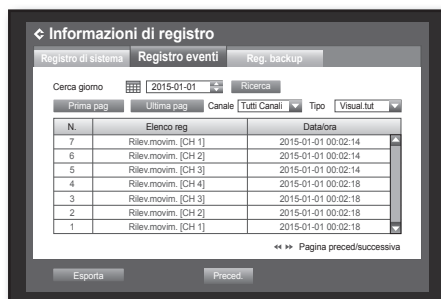 Informazioni di registro
Registro di sistema Registro eventi Reg. backup
Cerca giorno 2015-01-01 Ricerca
Prima pag Ultima pag Canale Tutti Canali Tipo Visual.tut
N. Elenco reg Data/ora
7 Rilev.movim. [CH 1] 2015-01-01 00:02:14
6 Rilev.movim. [CH 2] 2015-01-01 00:02:14
5 Rilev.movim. [CH 3] 2015-01-01 00:02:14
4 Rilev.movim. [CH 4] 2015-01-01 00:02:18
3 Rilev.movim. [CH 3] 2015-01-01 00:02:18
2 Rilev.movim. [CH 2] 2015-01-01 00:02:18
1 Rilev.movim. [CH 1] 2015-01-01 00:02:18
Pagina preced/successiva
Esporta Preced.